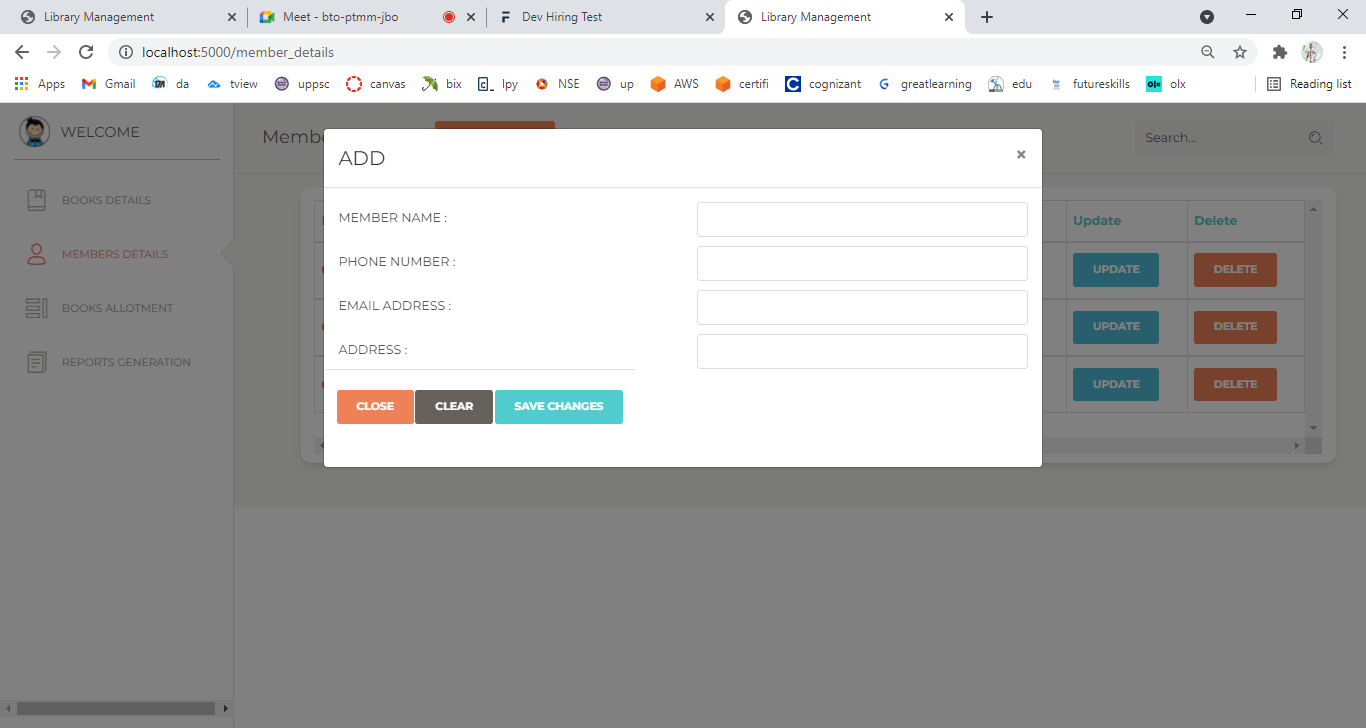 Library Management
Meet - bto-ptmm-jbo
Dev Hiring Test
Library Management
localhost:5000/member_details
Apps
Gmail
da
tview
uppsc
canvas
bix
lpy
NSE
up
AWS
certifi
cognizant
greatlearning
edu
futureskills
olx
Reading list
WELCOME
Memb
Search...
BOOKS DETAILS
MEMBERS DETAILS
BOOKS ALLOTMENT
REPORTS GENERATION
ADD
×
MEMBER NAME :
PHONE NUMBER :
EMAIL ADDRESS :
ADDRESS :
CLOSE
CLEAR
SAVE CHANGES
Update
Delete
UPDATE
DELETE
UPDATE
DELETE
UPDATE
DELETE